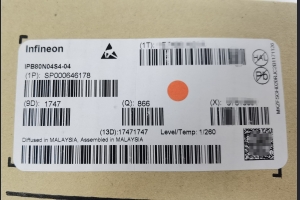 Infineon
(1T)
IPB80N04S4-04
(1P): SP000646178
(9D): 1747
(Q): 866
(X):
(13D):17471747
Level/Temp: 1/260
Diffused in MALAYSIA, Assembled in MALAYSIA